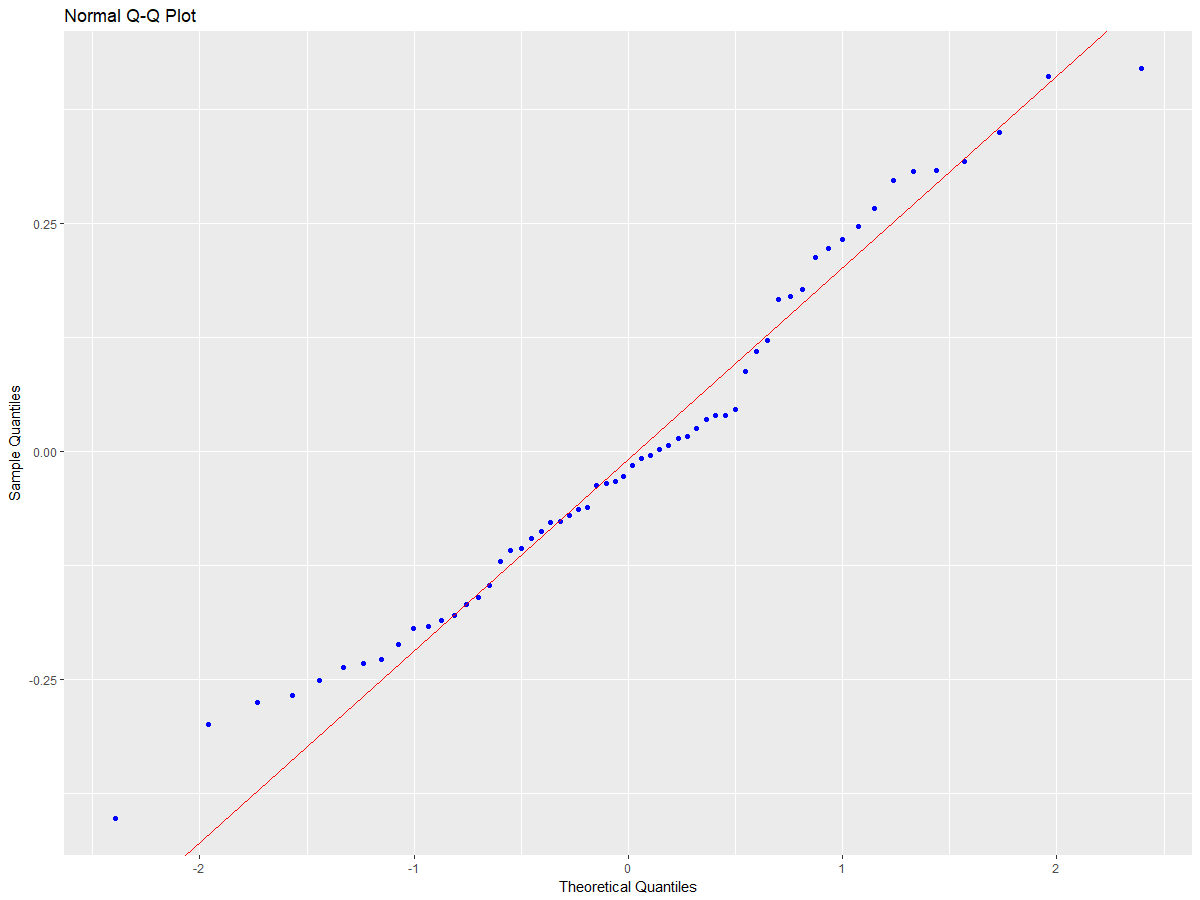 Normal Q-Q Plot
Sample Quantiles
0.25
0.00
-0.25
-2
-1
0
1
2
Theoretical Quantiles